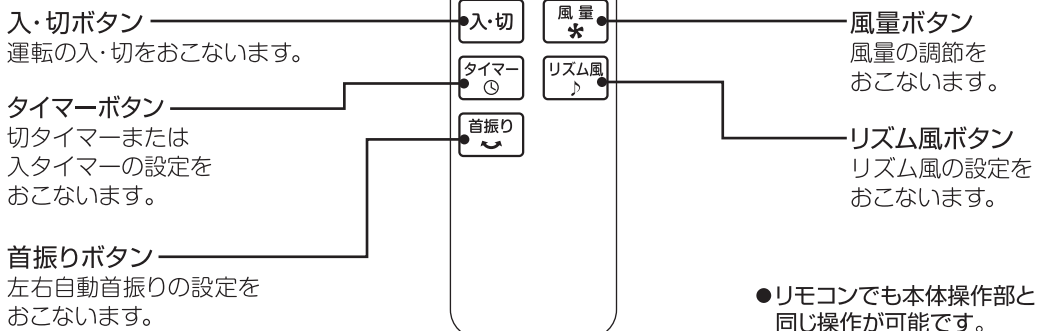 入・切ボタン
運転の入・切をおこないます。
タイマーボタン
切タイマーまたは
入タイマーの設定を
おこないます。
首振りボタン
左右自動首振りの設定を
おこないます。
入・切
風量
タイマー
リズム風
首振り
風量ボタン
風量の調節を
おこないます。
リズム風ボタン
リズム風の設定を
おこないます。
●リモコンでも本体操作部と
同じ操作が可能です。